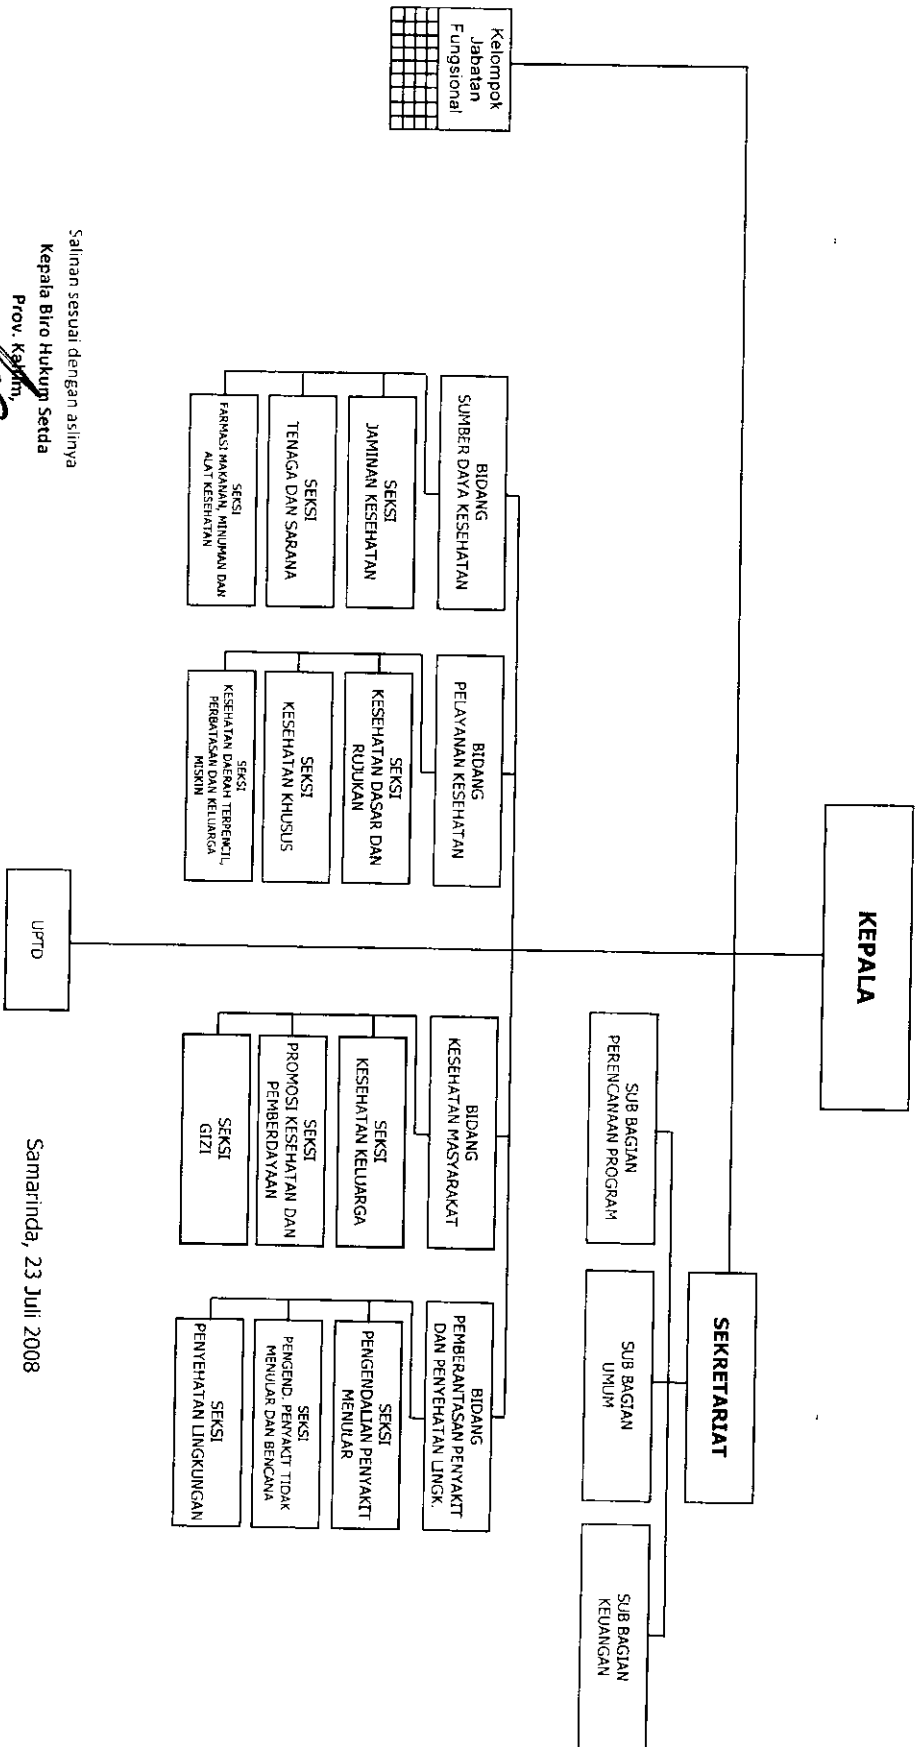 KEPALA
SEKRETARIAT
SUB BAGIAN
PERENCANAAN PROGRAM
SUB BAGIAN
UMUM
SUB BAGIAN
KEUANGAN
Kelompok
Jabatan
Fungsional
BIDANG
SUMBER DAYA KESEHATAN
SEKSI
JAMINAN KESEHATAN
SEKSI
TENAGA DAN SARANA
SEKSI
FARMASI MAKANAN, MINUMAN DAN
ALAT KESEHATAN
BIDANG
PELAYANAN KESEHATAN
SEKSI
KESEHATAN DASAR DAN
RUJUKAN
SEKSI
KESEHATAN KHUSUS
SEKSI
KESEHATAN DAERAH TERPENCIL,
PERBATASAN DAN KELUARGA
MISKIN
BIDANG
KESEHATAN MASYARAKAT
SEKSI
KESEHATAN KELUARGA
SEKSI
PROMOSI KESEHATAN DAN
PEMBERDAYAAN
SEKSI
GIZI
BIDANG
PEMBERANTASAN PENYAKIT
DAN PENYEHATAN LINGK.
SEKSI
PENGENDALIAN PENYAKIT
MENULAR
SEKSI
PENGEND. PENYAKIT TIDAK
MENULAR DAN BENCANA
SEKSI
PENYEHATAN LINGKUNGAN
UPTD
Salinan sesuai dengan aslinya
Kepala Biro Hukum Setda
Prov. Kaltim,
Samarinda, 23 Juli 2008